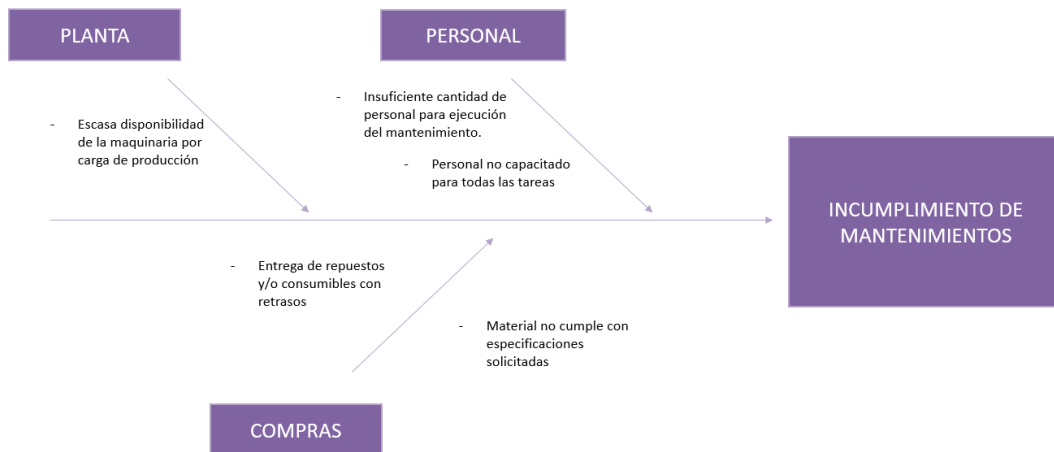 PLANTA
PERSONAL
- Escasa disponibilidad
de la maquinaria por
carga de producción
- Insuficiente cantidad de
personal para ejecución
del mantenimiento.
- Personal no capacitado
para todas las tareas
INCUMPLIMIENTO DE
MANTENIMIENTOS
- Entrega de repuestos
y/o consumibles con
retrasos
- Material no cumple con
especificaciones
solicitadas
COMPRAS